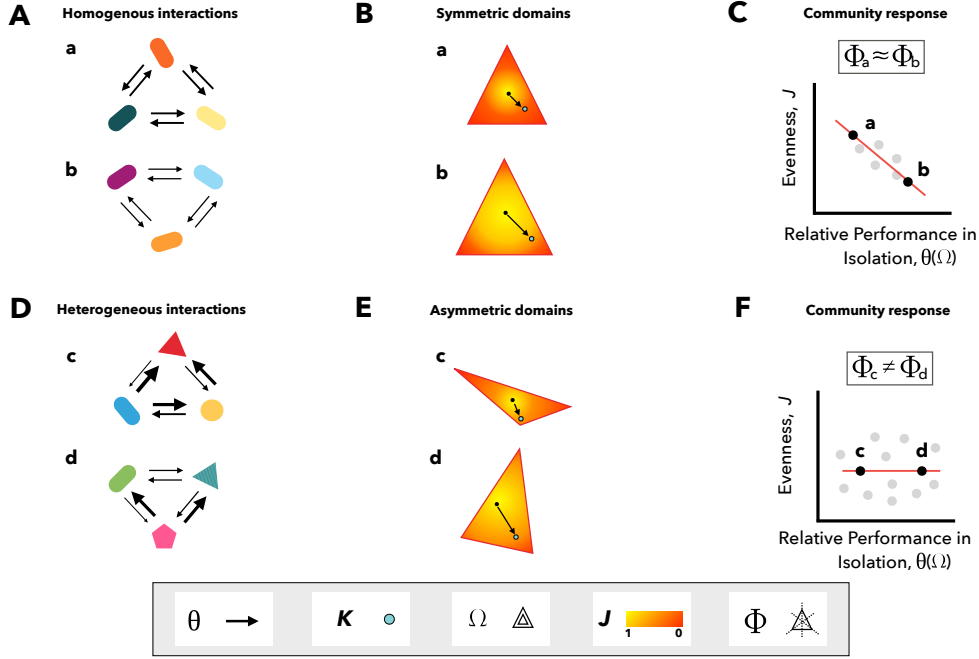 A
Homogenous interactions
a
b
B
Symmetric domains
a
b
C
Community response
Φa ≈ Φb
Evenness, J
a
b
Relative Performance in
Isolation, θ(Ω)
D
Heterogeneous interactions
c
d
E
Asymmetric domains
c
d
F
Community response
Φc ≠ Φd
Evenness, J
c
d
Relative Performance in
Isolation, θ(Ω)
θ
K
Ω
J
1 0
Φ